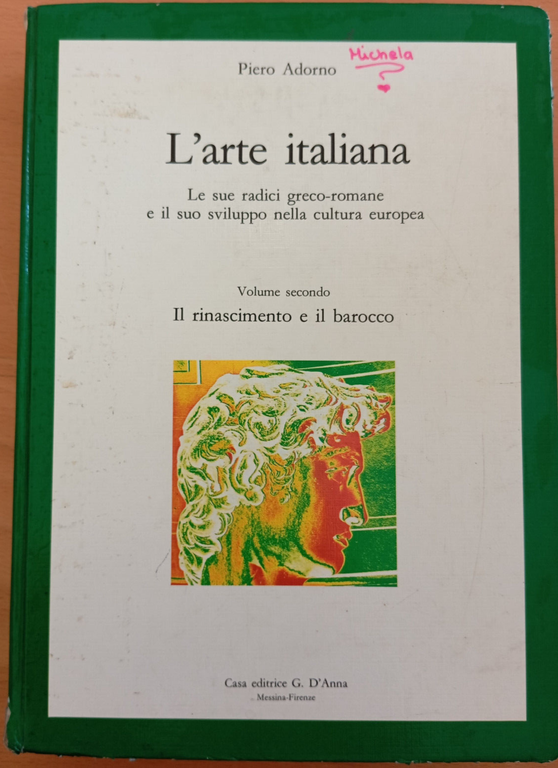 Michela
Piero Adorno
L'arte italiana
Le sue radici greco-romane
e il suo sviluppo nella cultura europea
Volume secondo
Il rinascimento e il barocco
Casa editrice G. D'Anna
Messina-Firenze